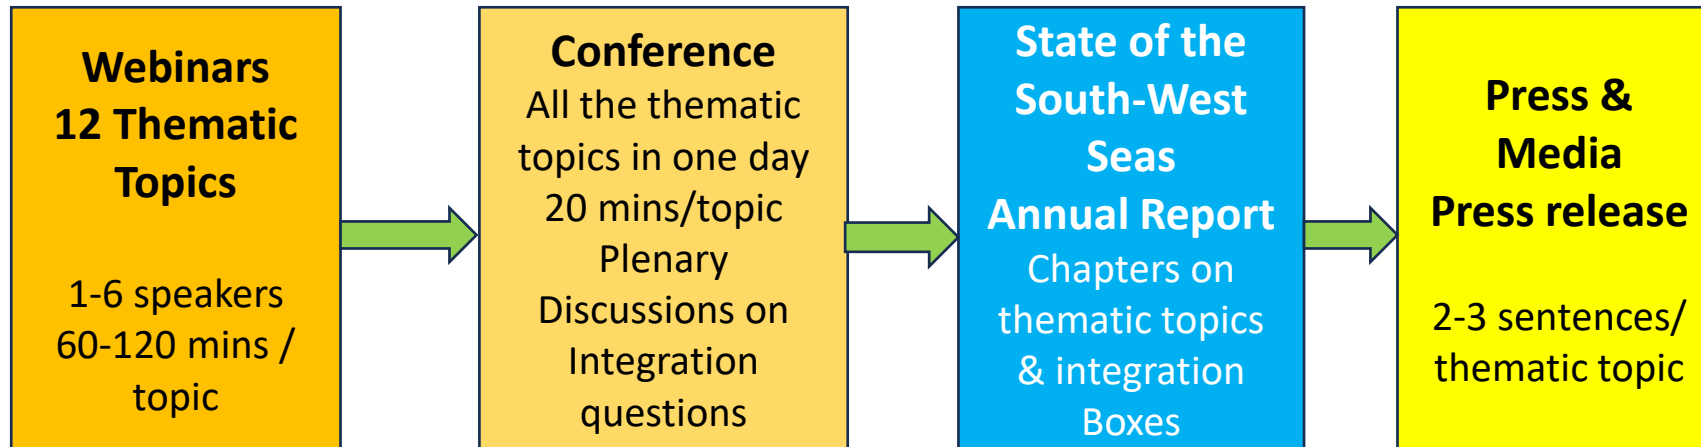 Webinars
12 Thematic
Topics
1-6 speakers
60-120 mins /
topic
Conference
All the thematic
topics in one day
20 mins/topic
Plenary
Discussions on
Integration
questions
State of the
South-West
Seas
Annual Report
Chapters on
thematic topics
& integration
Boxes
Press &
Media
Press release
2-3 sentences/
thematic topic